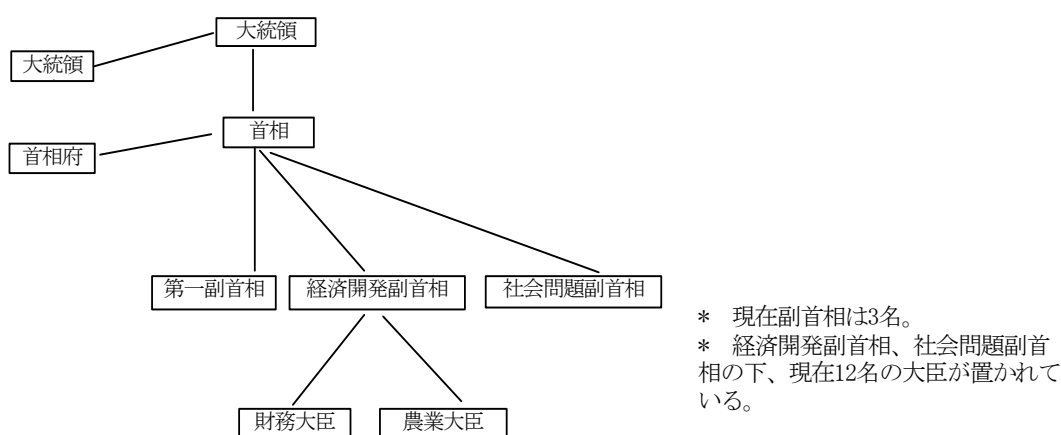 大統領
大統領
首相
首相府
第一副首相
経済開発副首相
社会問題副首相
* 現在副首相は3名。
* 経済開発副首相、社会問題副首
相の下、現在12名の大臣が置かれて
いる。
財務大臣
農業大臣